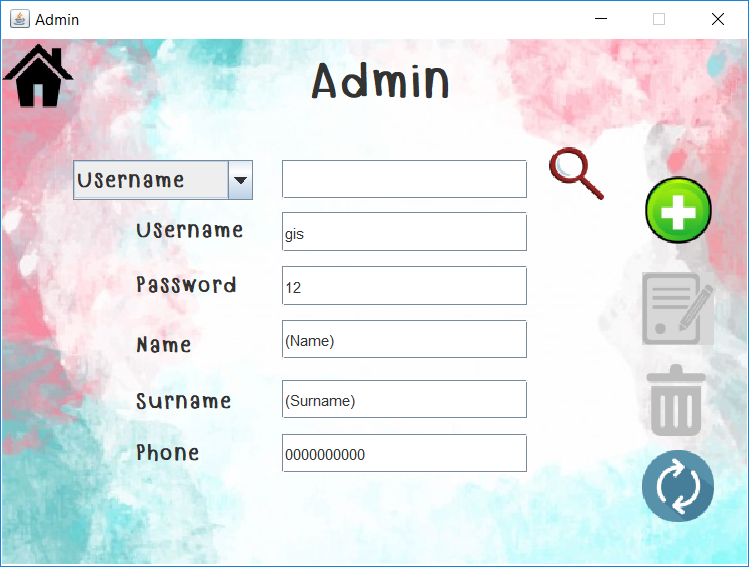 Admin
Admin
Username
Username gis
Password 12
Name (Name)
Surname (Surname)
Phone 0000000000